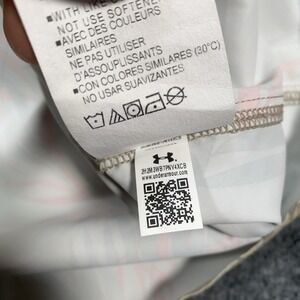 ■WITH LIKE
NOT USE SOFTENE
■AVEC DES COULEURS
SIMILAIRES
NE PAS UTILISER
D'ASSOUPLISSANTS
■CON COLORES SIMILARES (30°C)
NO USAR SUAVIZANTES
www.underarmour.com